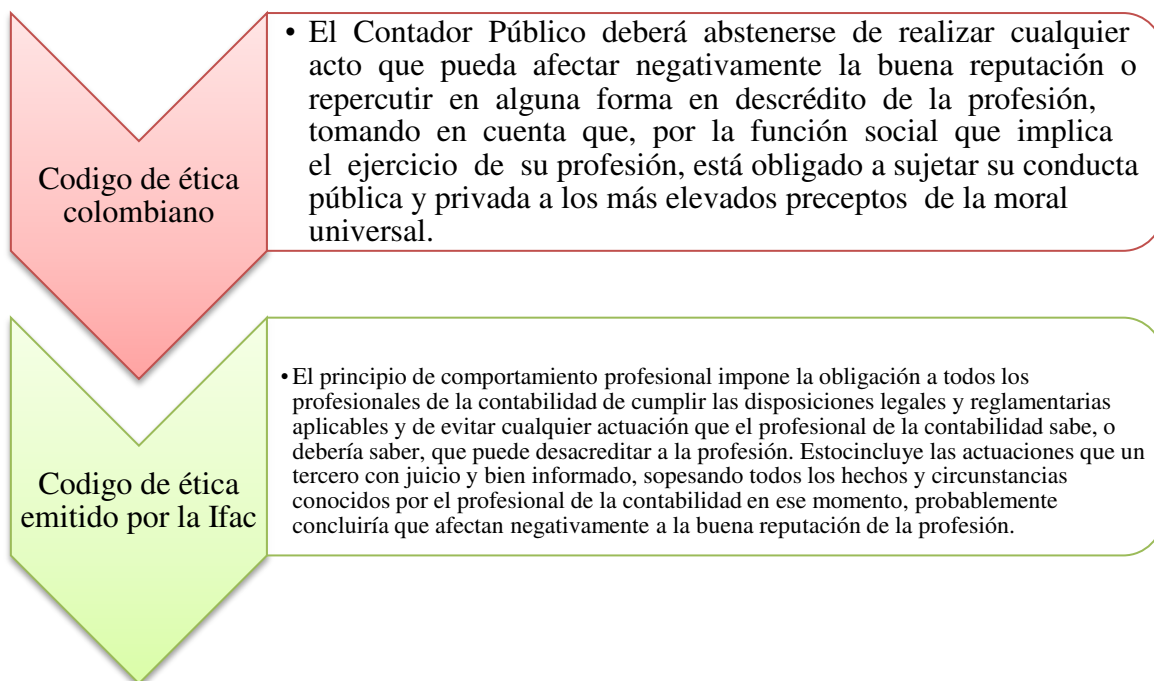 Codigo de ética
colombiano
• El Contador Público deberá abstenerse de realizar cualquier
acto que pueda afectar negativamente la buena reputación o
repercutir en alguna forma en descrédito de la profesión,
tomando en cuenta que, por la función social que implica
el ejercicio de su profesión, está obligado a sujetar su conducta
pública y privada a los más elevados preceptos de la moral
universal.
Codigo de ética
emitido por la Ifac
• El principio de comportamiento profesional impone la obligación a todos los
profesionales de la contabilidad de cumplir las disposiciones legales y reglamentarias
aplicables y de evitar cualquier actuación que el profesional de la contabilidad sabe, o
debería saber, que puede desacreditar a la profesión. Estocincluye las actuaciones que un
tercero con juicio y bien informado, sopesando todos los hechos y circunstancias
conocidos por el profesional de la contabilidad en ese momento, probablemente
concluiría que afectan negativamente a la buena reputación de la profesión.